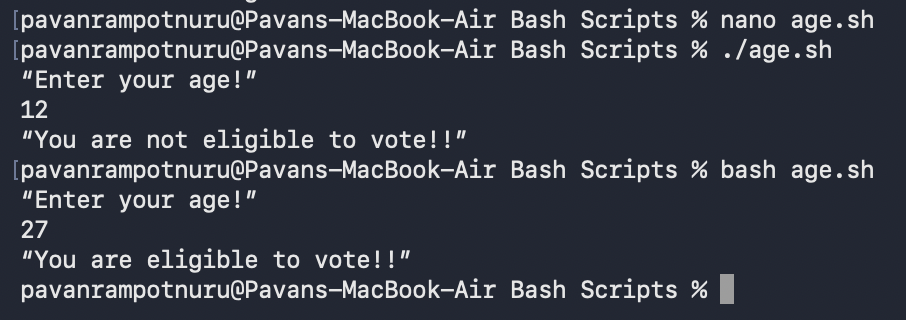 [pavanrampotnuru@Pavans-MacBook-Air Bash Scripts % nano age.sh
[pavanrampotnuru@Pavans-MacBook-Air Bash Scripts % ./age.sh
“Enter your age!”
12
“You are not eligible to vote!!”
[pavanrampotnuru@Pavans-MacBook-Air Bash Scripts % bash age.sh
“Enter your age!”
27
“You are eligible to vote!!”
pavanrampotnuru@Pavans-MacBook-Air Bash Scripts %